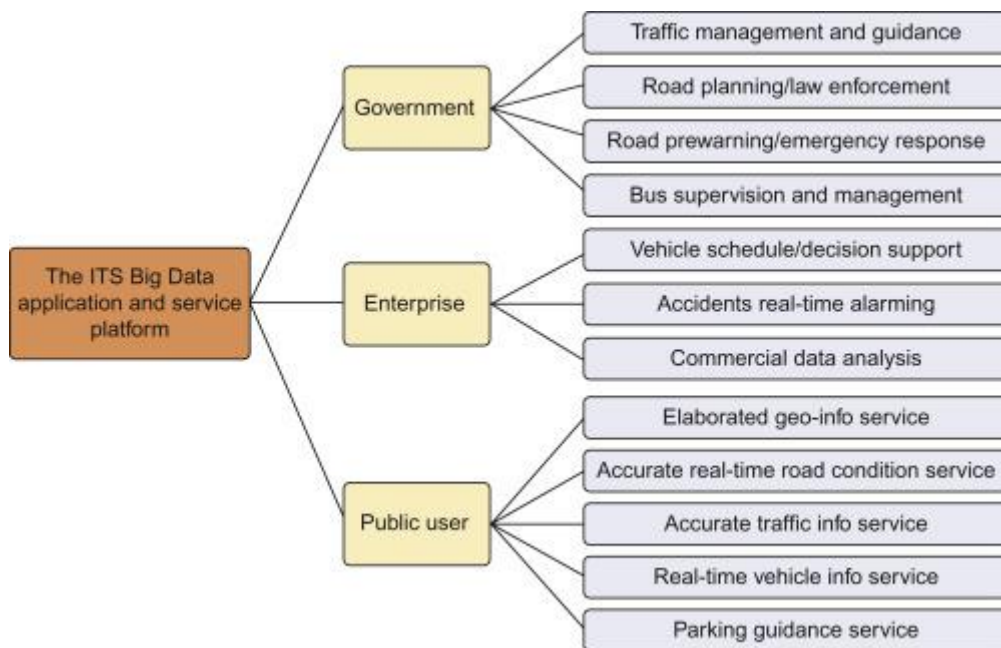 The ITS Big Data
application and service
platform
Government
Enterprise
Public user
Traffic management and guidance
Road planning/law enforcement
Road prewarning/emergency response
Bus supervision and management
Vehicle schedule/decision support
Accidents real-time alarming
Commercial data analysis
Elaborated geo-info service
Accurate real-time road condition service
Accurate traffic info service
Real-time vehicle info service
Parking guidance service